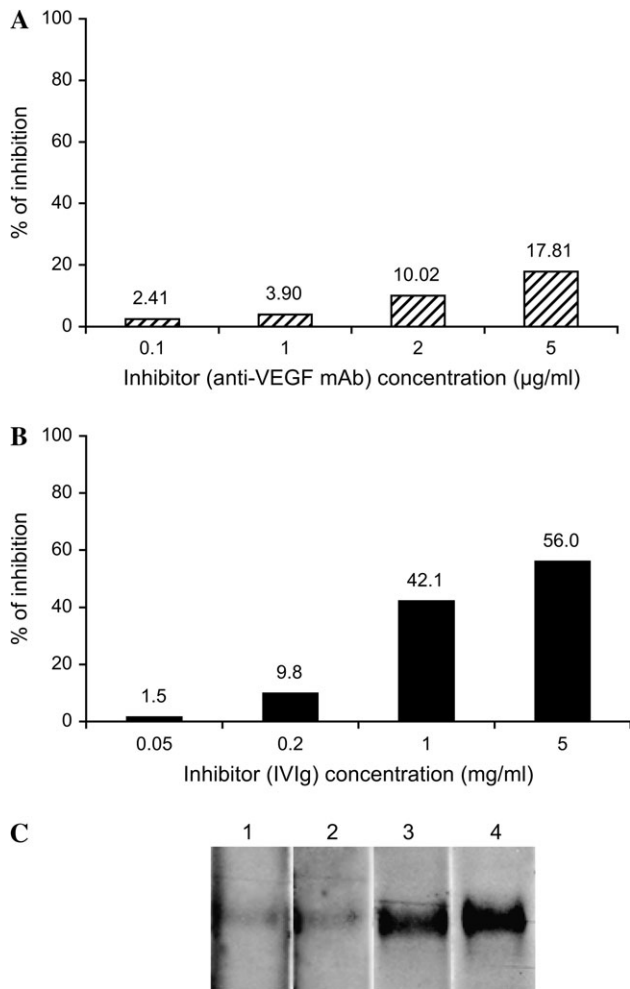 A
100
80
60
40
20
0
% of inhibition
2.41
3.90
10.02
17.81
0.1 1 2 5
Inhibitor (anti-VEGF mAb) concentration (µg/ml)
B
100
80
60
40
20
0
% of inhibition
1.5
9.8
42.1
56.0
0.05 0.2 1 5
Inhibitor (IVIg) concentration (mg/ml)
C
1 2 3 4